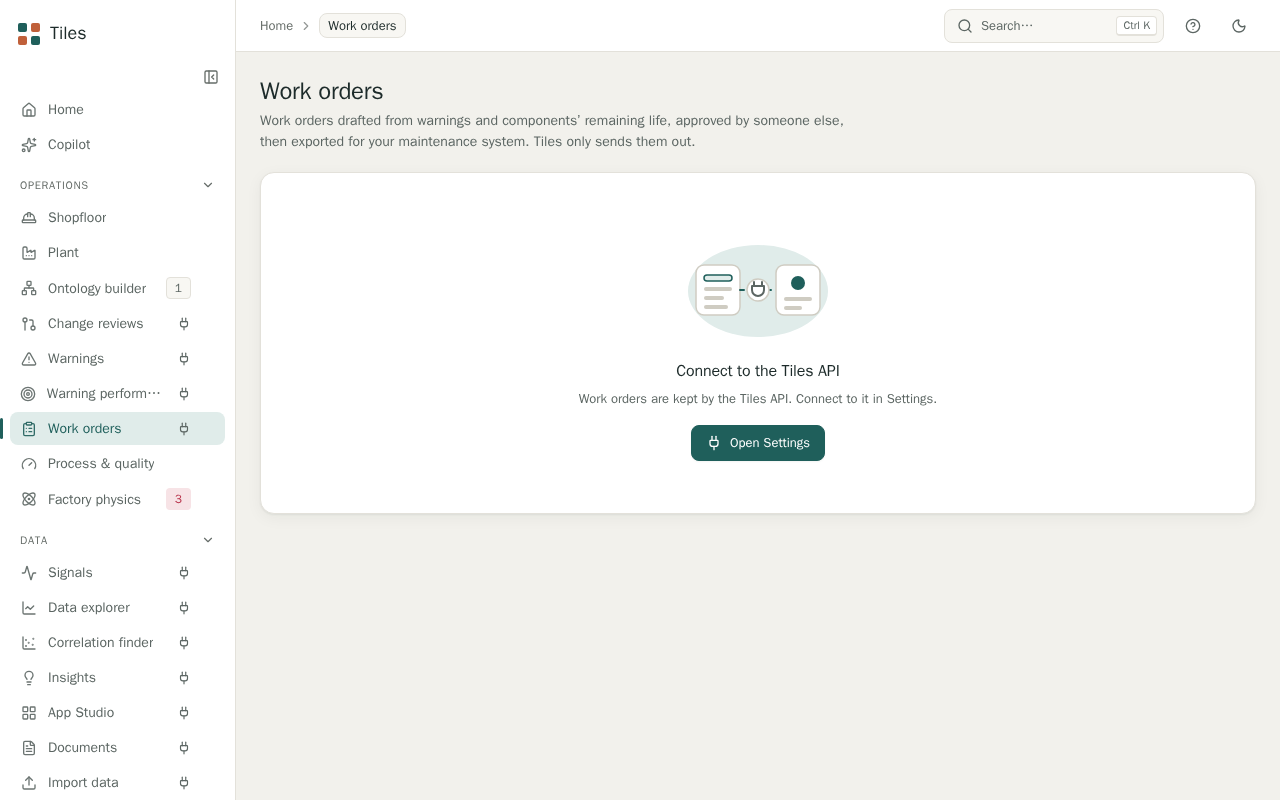 Tiles
Home
Copilot
OPERATIONS
Shopfloor
Plant
Ontology builder 1
Change reviews
Warnings
Warning perform···
Work orders
Process & quality
Factory physics 3
DATA
Signals
Data explorer
Correlation finder
Insights
App Studio
Documents
Import data
Home Work orders
Search··· Ctrl K
Work orders
Work orders drafted from warnings and components' remaining life, approved by someone else,
then exported for your maintenance system. Tiles only sends them out.
Connect to the Tiles API
Work orders are kept by the Tiles API. Connect to it in Settings.
Open Settings